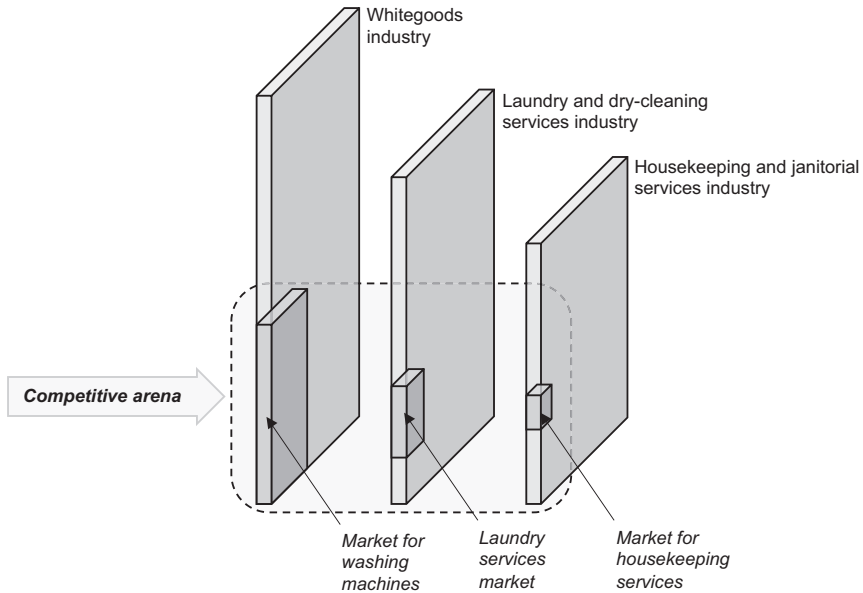 Whitegoods
industry
Laundry and dry-cleaning
services industry
Housekeeping and janitorial
services industry
Competitive arena
Market for
washing
machines
Laundry
services
market
Market for
housekeeping
services